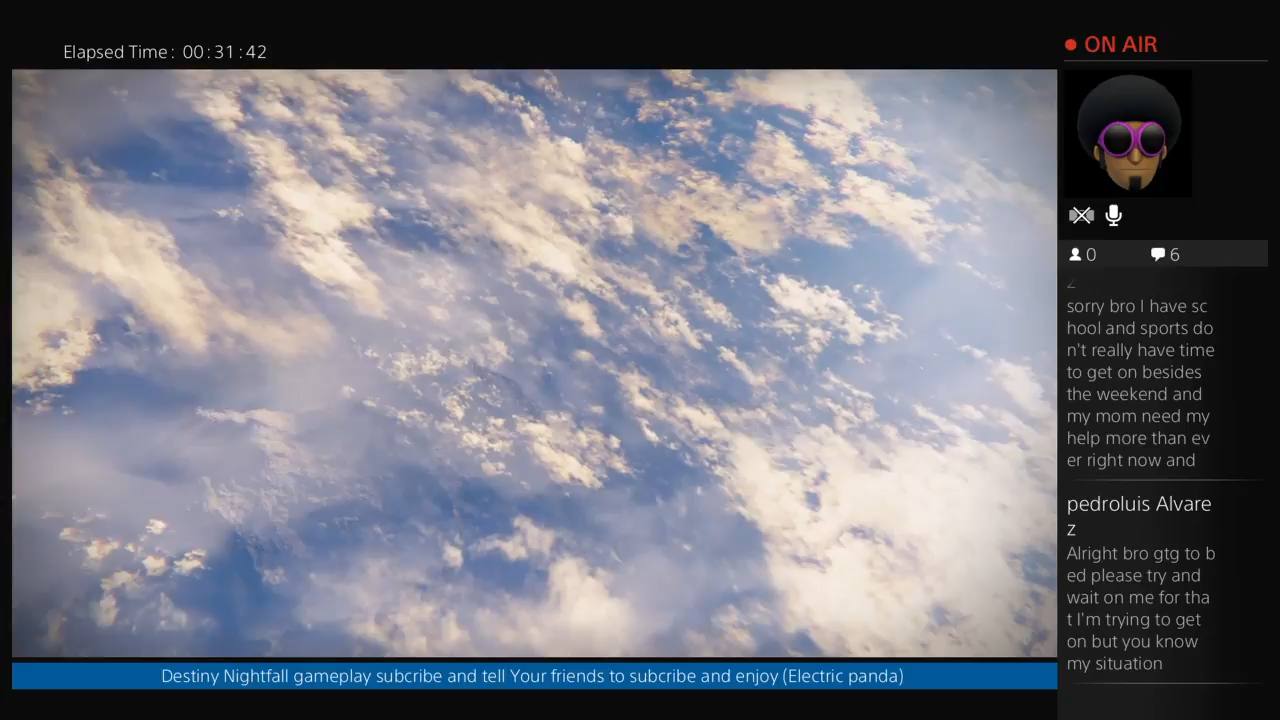 Elapsed Time: 00:31:42
ON AIR
0
6
z
sorry bro I have sc
hool and sports do
n't really have time
to get on besides
the weekend and
my mom need my
help more than ev
er right now and
pedroluis Alvare
z
Alright bro gtg to b
ed please try and
wait on me for tha
t I'm trying to get
on but you know
my situation
Destiny Nightfall gameplay subcribe and tell Your friends to subcribe and enjoy (Electric panda)